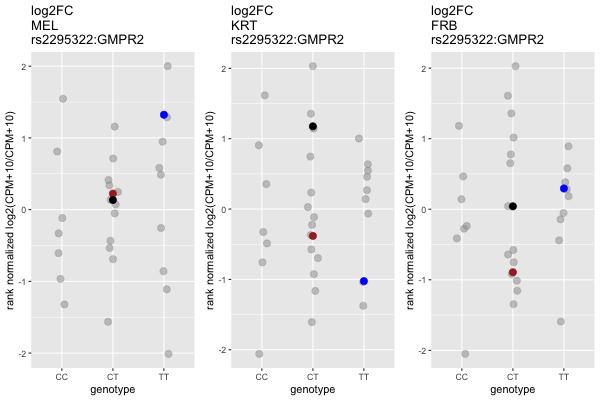 log2FC
MEL
rs2295322:GMPR2
rank normalized log2(CPM+10/CPM+10)
2
1
0
-1
-2
CC CT TT
genotype
log2FC
KRT
rs2295322:GMPR2
rank normalized log2(CPM+10/CPM+10)
2
1
0
-1
-2
CC CT TT
genotype
log2FC
FRB
rs2295322:GMPR2
rank normalized log2(CPM+10/CPM+10)
2
1
0
-1
-2
CC CT TT
genotype